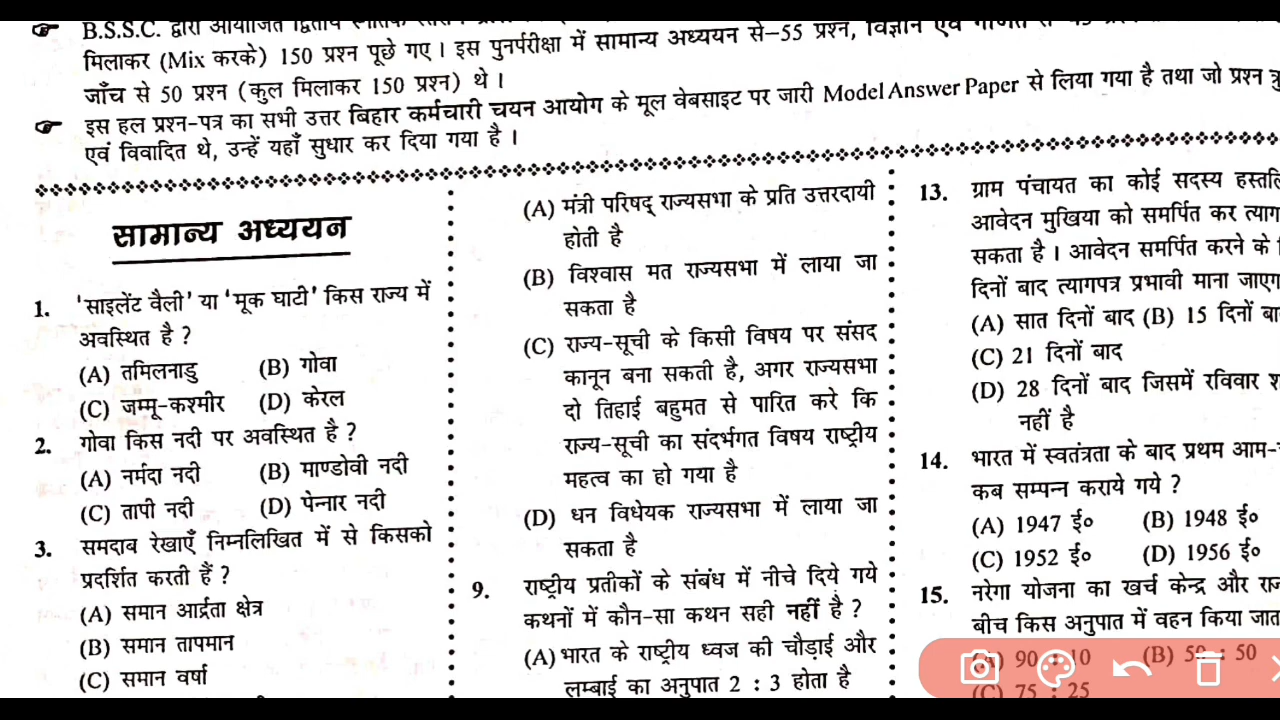 B.S.S.C. द्वारा आयोजित द्वितीय
मिलाकर (Mix करके) 150 प्रश्न पूछे गए। इस पुनर्परीक्षा में सामान्य अध्ययन से–55 प्रश्न, विज्ञान एवं गणित से
जाँच से 50 प्रश्न (कुल मिलाकर 150 प्रश्न) थे।
इस हल प्रश्न-पत्र का सभी उत्तर बिहार कर्मचारी चयन आयोग के मूल वेबसाइट पर जारी Model Answer Paper से लिया गया है तथा जो प्रश्न
एवं विवादित थे, उन्हें यहाँ सुधार कर दिया गया है।
सामान्य अध्ययन
1. 'साइलेंट वैली' या 'मूक घाटी' किस राज्य में
अवस्थित है ?
(A) तमिलनाडु (B) गोवा
(C) जम्मू-कश्मीर (D) केरल
2. गोवा किस नदी पर अवस्थित है ?
(A) नर्मदा नदी (B) माण्डोवी नदी
(C) तापी नदी (D) पेन्नार नदी
3. समदाब रेखाएँ निम्नलिखित में से किसको
प्रदर्शित करती हैं ?
(A) समान आर्द्रता क्षेत्र
(B) समान तापमान
(C) समान वर्षा
(A) मंत्री परिषद् राज्यसभा के प्रति उत्तरदायी
होती है
(B) विश्वास मत राज्यसभा में लाया जा
सकता है
(C) राज्य-सूची के किसी विषय पर संसद
कानून बना सकती है, अगर राज्यसभा
दो तिहाई बहुमत से पारित करे कि
राज्य-सूची का संदर्भगत विषय राष्ट्रीय
महत्व का हो गया है
(D) धन विधेयक राज्यसभा में लाया जा
सकता है
9. राष्ट्रीय प्रतीकों के संबंध में नीचे दिये गये
कथनों में कौन-सा कथन सही नहीं है ?
(A) भारत के राष्ट्रीय ध्वज की चौड़ाई और
लम्बाई का अनुपात 2 : 3 होता है
13. ग्राम पंचायत का कोई सदस्य
आवेदन मुखिया को समर्पित कर
सकता है। आवेदन समर्पित करने के
दिनों बाद त्यागपत्र प्रभावी माना
(A) सात दिनों बाद (B) 15 दिनों
(C) 21 दिनों बाद
(D) 28 दिनों बाद जिसमें रविवार
नहीं है
14. भारत में स्वतंत्रता के बाद प्रथम आम-
कब सम्पन्न कराये गये ?
(A) 1947 ई० (B) 1948 ई०
(C) 1952 ई० (D) 1956 ई०
15. नरेगा योजना का खर्च केन्द्र और
बीच किस अनुपात में वहन किया
(A) 90 : 10 (B) 50 : 50
(C) 75 : 25